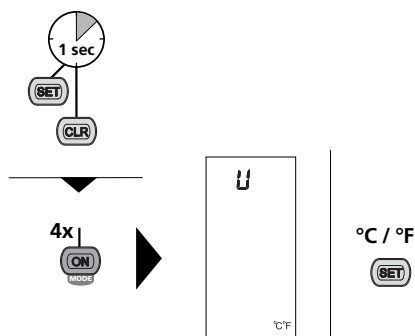 1 sec
SET
CLR
4x
ON
MODE
U
°C°F
°C / °F
SET